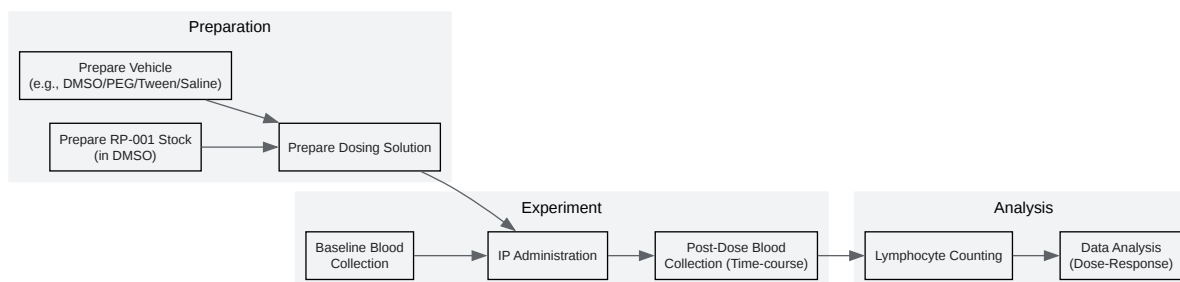 Preparation
Prepare Vehicle
(e.g., DMSO/PEG/Tween/Saline)
Prepare RP-001 Stock
(in DMSO)
Prepare Dosing Solution
Experiment
Baseline Blood
Collection
IP Administration
Post-Dose Blood
Collection (Time-course)
Analysis
Lymphocyte Counting
Data Analysis
(Dose-Response)